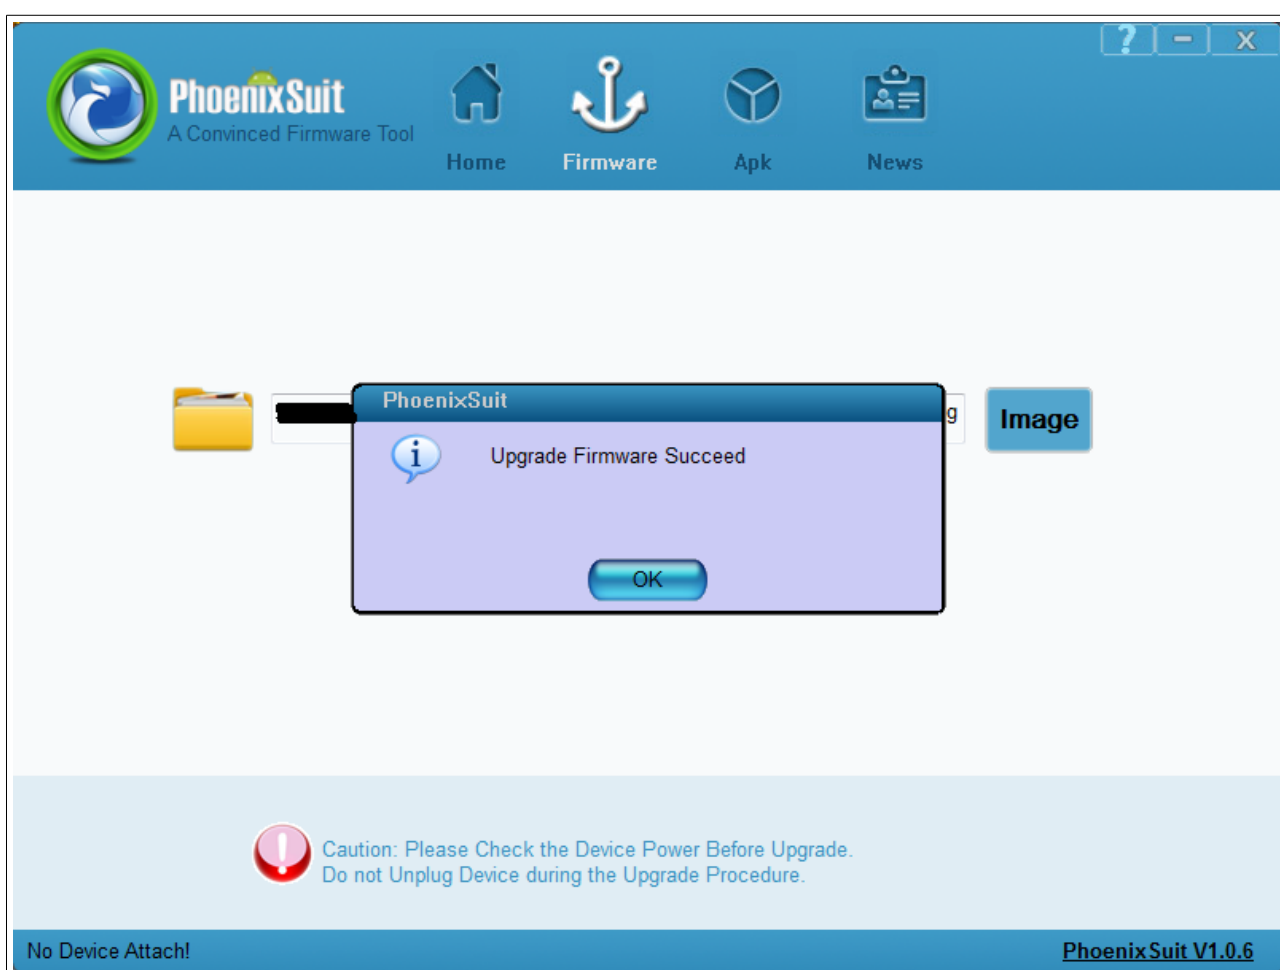 ? – X
PhoenixSuit
A Convinced Firmware Tool
Home Firmware Apk News
PhoenixSuit
g
Image
Upgrade Firmware Succeed
OK
Caution: Please Check the Device Power Before Upgrade.
Do not Unplug Device during the Upgrade Procedure.
No Device Attach!
PhoenixSuit V1.0.6